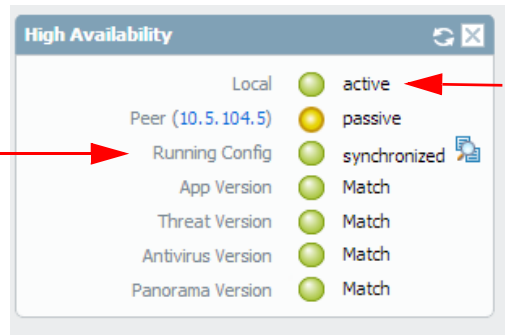 High Availability
Local active
Peer (10.5.104.5) passive
Running Config synchronized
App Version Match
Threat Version Match
Antivirus Version Match
Panorama Version Match